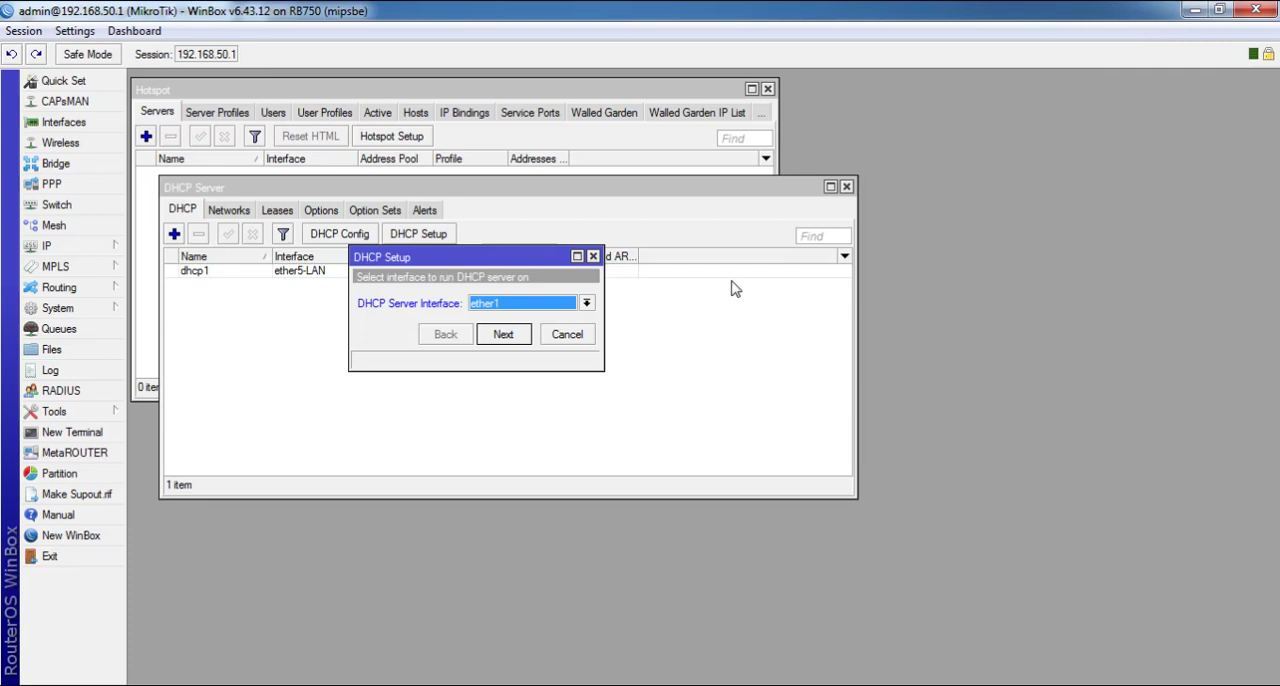 admin@192.168.50.1 (MikroTik) - WinBox v6.43.12 on RB750 (mipsbe)
Session Settings Dashboard
Safe Mode Session: 192.168.50.1
Quick Set
CAPsMAN
Interfaces
Wireless
Bridge
PPP
Switch
Mesh
IP
MPLS
Routing
System
Queues
Files
Log
RADIUS
Tools
New Terminal
MetaROUTER
Partition
Make Supout.rif
Manual
New WinBox
Exit
RouterOS WinBox
Hotspot
Servers Server Profiles Users User Profiles Active Hosts IP Bindings Service Ports Walled Garden Walled Garden IP List ...
Reset HTML Hotspot Setup Find
Name Interface Address Pool Profile Addresses ...
DHCP Server
DHCP Networks Leases Options Option Sets Alerts
DHCP Config DHCP Setup Find
Name Interface d AR...
dhcp1 ether5-LAN
DHCP Setup
Select interface to run DHCP server on
DHCP Server Interface: ether1
Back Next Cancel
0 iter
1 item